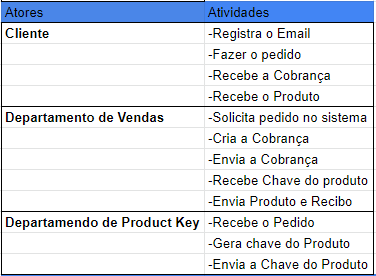 Atores Atividades
Cliente -Registra o Email
-Fazer o pedido
-Recebe a Cobrança
-Recebe o Produto
Departamento de Vendas -Solicita pedido no sistema
-Cria a Cobrança
-Envia a Cobrança
-Recebe Chave do produto
-Envia Produto e Recibo
Departamendo de Product Key -Recebe o Pedido
-Gera chave do Produto
-Envia a Chave do Produto